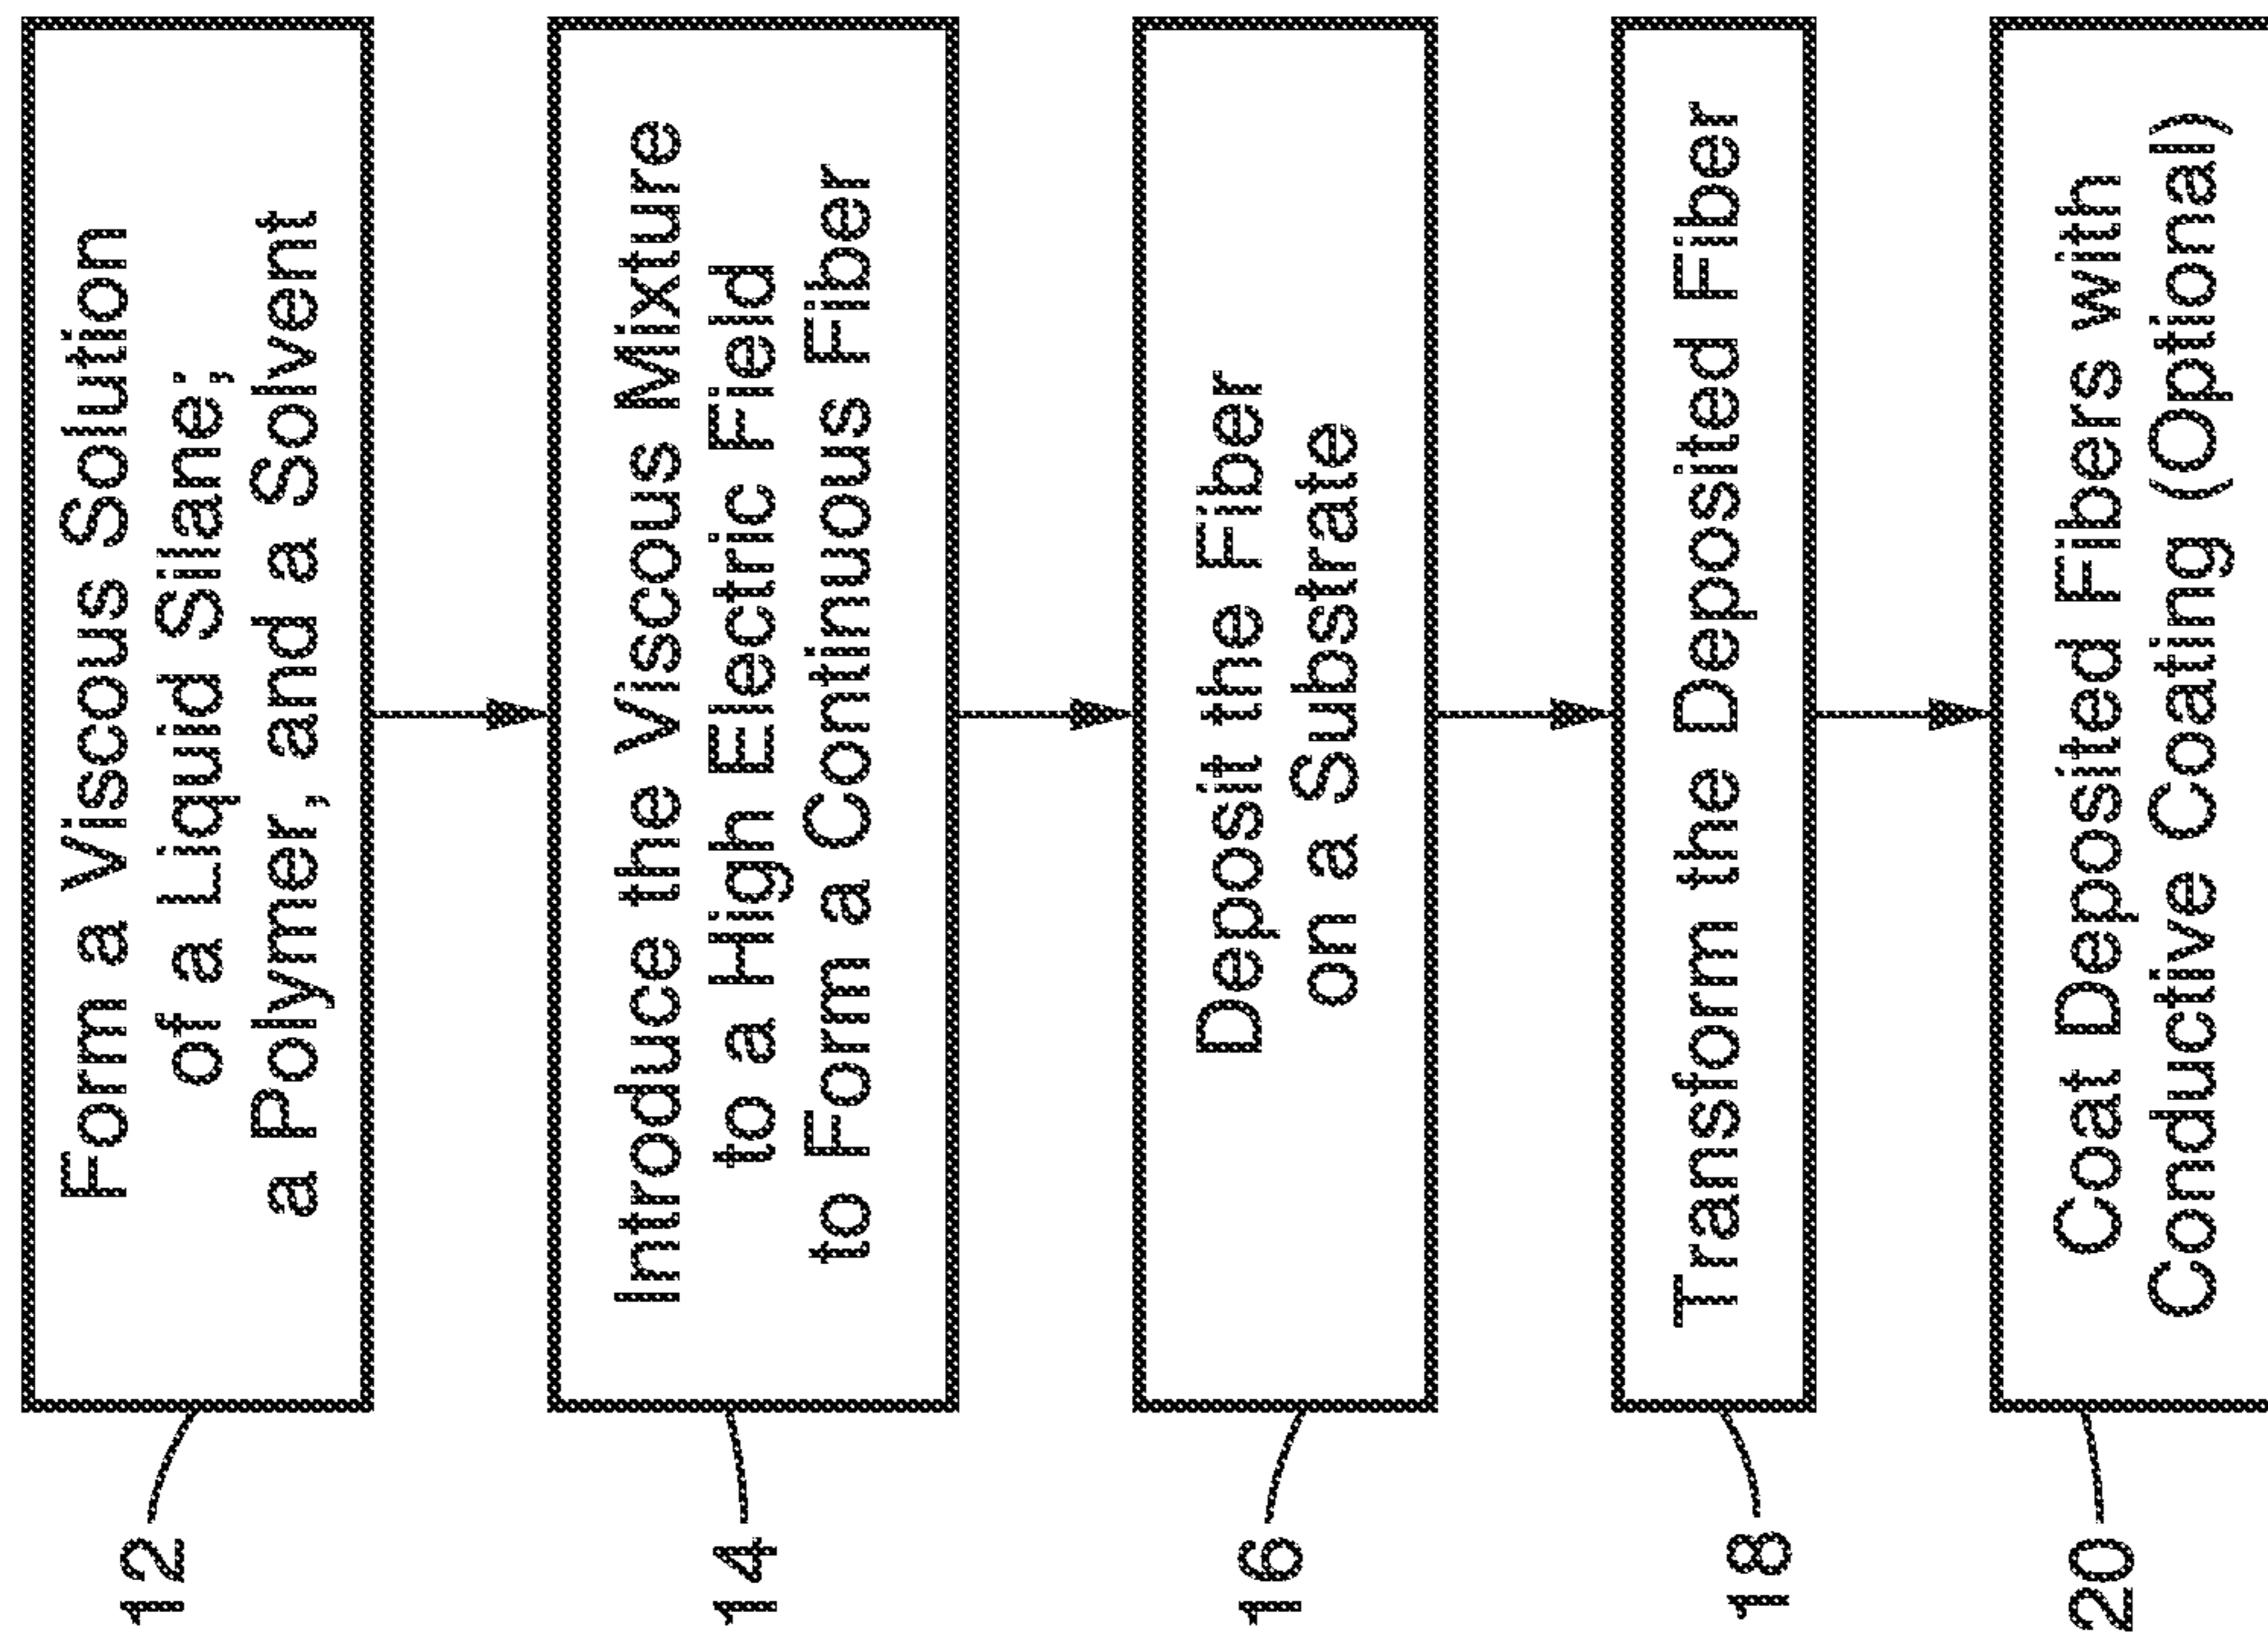 12
Form a Viscous Solution
of a Liquid Silane;
a Polymer, and a Solvent
14
Introduce the Viscous Mixture
to a High Electric Field
to Form a Continuous Fiber
16
Deposit the Fiber
on a Substrate
18
Transform the Deposited Fiber
20
Coat Deposited Fibers with
Conductive Coating (Optional)